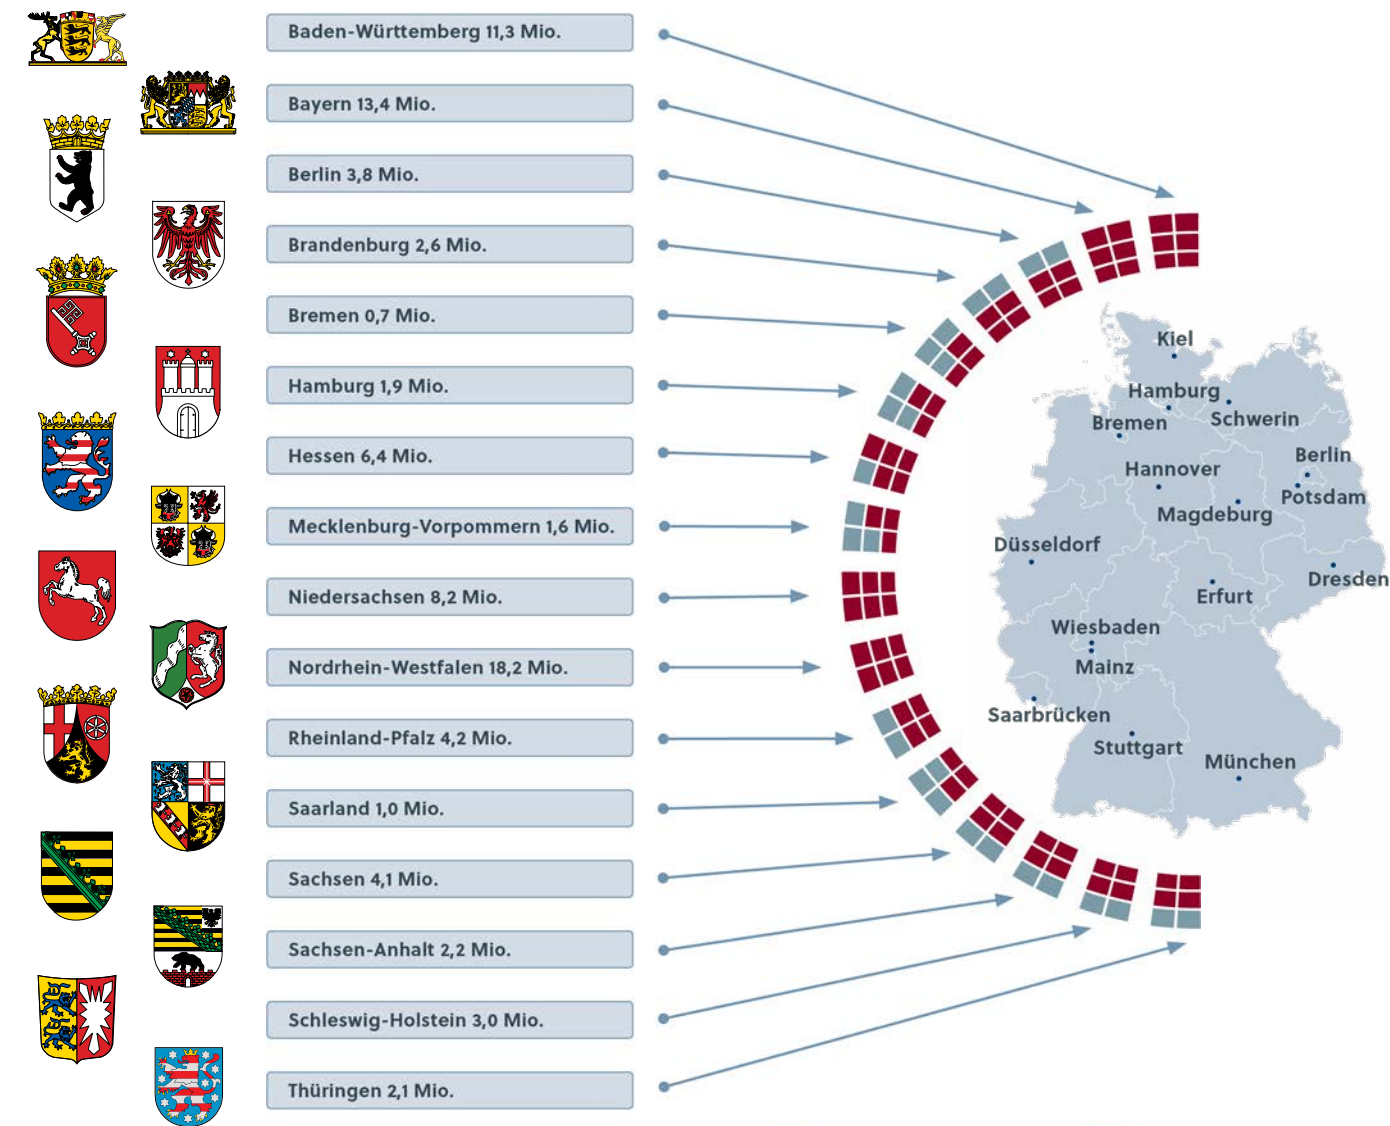 Baden-Württemberg 11,3 Mio.
Bayern 13,4 Mio.
Berlin 3,8 Mio.
Brandenburg 2,6 Mio.
Bremen 0,7 Mio.
Hamburg 1,9 Mio.
Hessen 6,4 Mio.
Mecklenburg-Vorpommern 1,6 Mio.
Niedersachsen 8,2 Mio.
Nordrhein-Westfalen 18,2 Mio.
Rheinland-Pfalz 4,2 Mio.
Saarland 1,0 Mio.
Sachsen 4,1 Mio.
Sachsen-Anhalt 2,2 Mio.
Schleswig-Holstein 3,0 Mio.
Thüringen 2,1 Mio.
Kiel
Hamburg
Schwerin
Bremen
Berlin
Hannover
Potsdam
Magdeburg
Düsseldorf
Dresden
Erfurt
Wiesbaden
Mainz
Saarbrücken
Stuttgart
München